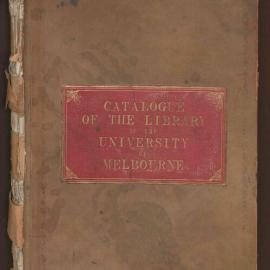 CATALOGUE
OF THE LIBRARY
OF THE
UNIVERSITY
OF
MELBOURNE